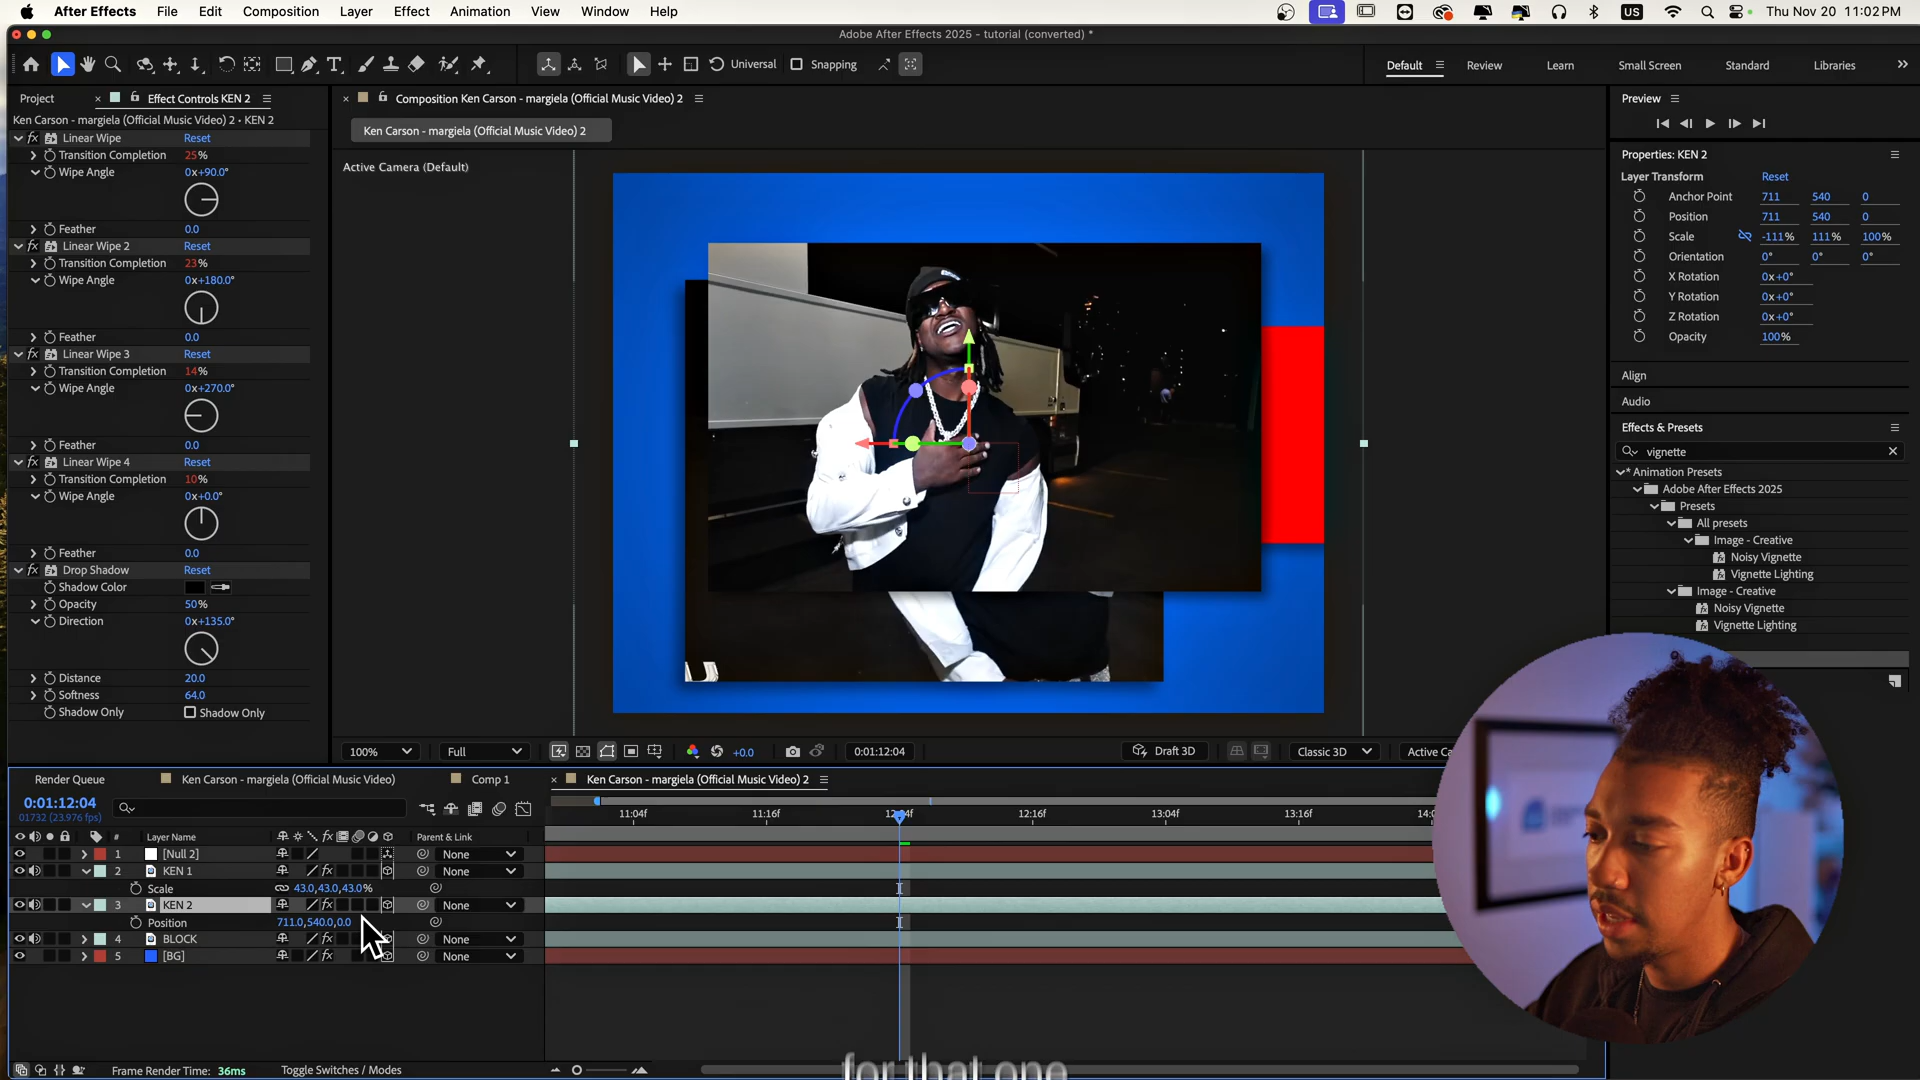 After Effects File Edit Composition Layer Effect Animation View Window Help US Thu Nov 20 11:02 PM
Adobe After Effects 2025 - tutorial (converted) *
Universal Snapping Default Review Learn Small Screen Standard Libraries
Project Effect Controls KEN 2
Ken Carson - margiela (Official Music Video) 2 • KEN 2
Linear Wipe Reset
Transition Completion 25%
Wipe Angle 0x+90.0°
Feather 0.0
Linear Wipe 2 Reset
Transition Completion 23%
Wipe Angle 0x+180.0°
Feather 0.0
Linear Wipe 3 Reset
Transition Completion 14%
Wipe Angle 0x+270.0°
Feather 0.0
Linear Wipe 4 Reset
Transition Completion 10%
Wipe Angle 0x+0.0°
Feather 0.0
Drop Shadow Reset
Shadow Color
Opacity 50%
Direction 0x+135.0°
Distance 20.0
Softness 64.0
Shadow Only Shadow Only
Composition Ken Carson - margiela (Official Music Video) 2
Ken Carson - margiela (Official Music Video) 2
Active Camera (Default)
100% Full +0.0 0:01:12:04 Draft 3D Classic 3D Active Ca
Preview
Properties: KEN 2
Layer Transform Reset
Anchor Point 711 540 0
Position 711 540 0
Scale -111% 111% 100%
Orientation 0° 0° 0°
X Rotation 0x+0°
Y Rotation 0x+0°
Z Rotation 0x+0°
Opacity 100%
Align
Audio
Effects & Presets
vignette
* Animation Presets
Adobe After Effects 2025
Presets
All presets
Image - Creative
Noisy Vignette
Vignette Lighting
Image - Creative
Noisy Vignette
Vignette Lighting
Render Queue Ken Carson - margiela (Official Music Video) Comp 1 Ken Carson - margiela (Official Music Video) 2
0:01:12:04
01732 (23.976 fps)
11:04f 11:16f 12:04f 12:16f 13:04f 13:16f
# Layer Name Parent & Link
1 [Null 2] None
2 KEN 1 None
Scale 43.0,43.0,43.0%
3 KEN 2 None
Position 711.0,540.0,0.0
4 BLOCK None
5 [BG] None
Frame Render Time: 36ms Toggle Switches / Modes
for that one